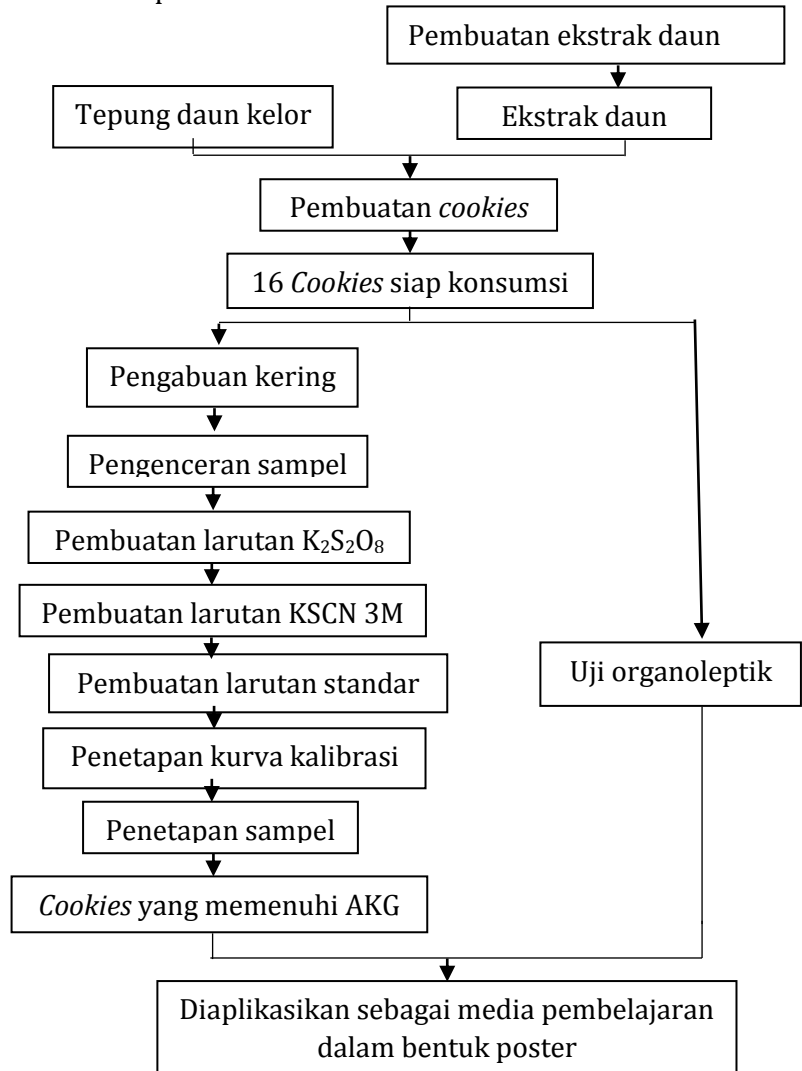 Pembuatan ekstrak daun
Tepung daun kelor
Ekstrak daun
Pembuatan cookies
16 Cookies siap konsumsi
Pengabuan kering
Pengenceran sampel
Pembuatan larutan K₂S₂O₈
Pembuatan larutan KSCN 3M
Pembuatan larutan standar
Uji organoleptik
Penetapan kurva kalibrasi
Penetapan sampel
Cookies yang memenuhi AKG
Diaplikasikan sebagai media pembelajaran
dalam bentuk poster